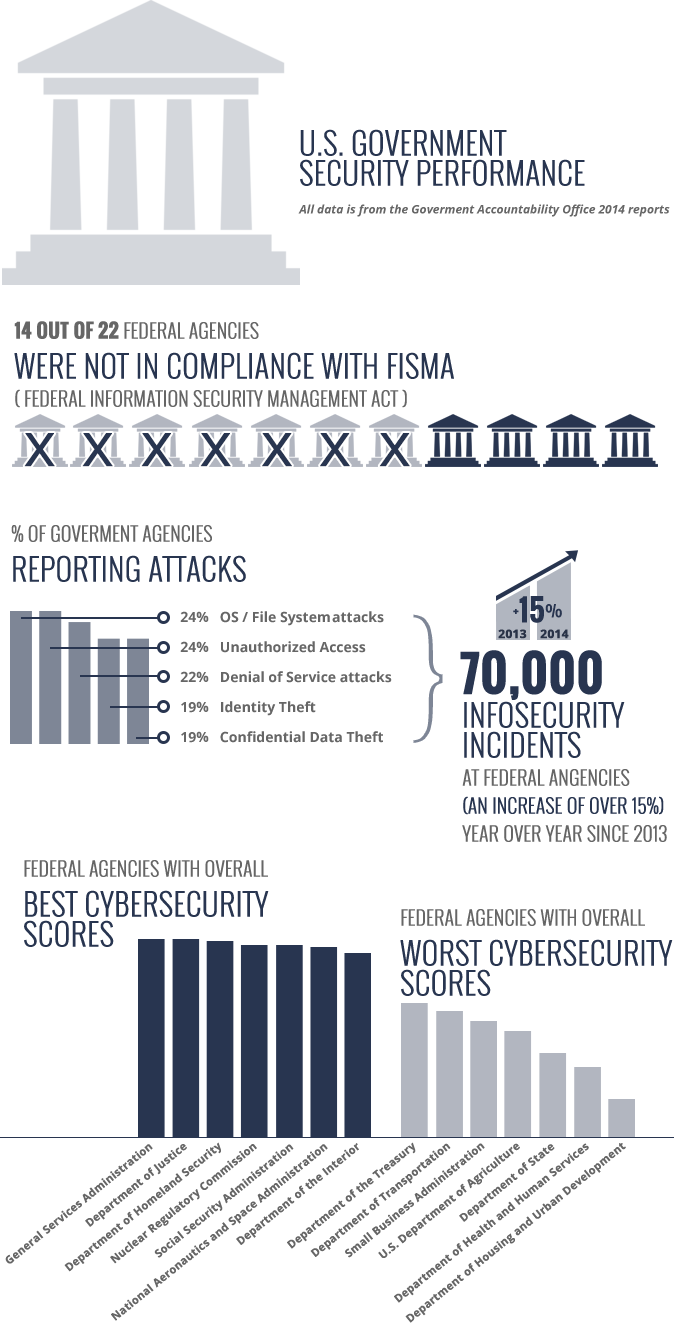 U.S. GOVERNMENT
SECURITY PERFORMANCE
All data is from the Goverment Accountability Office 2014 reports
14 OUT OF 22 FEDERAL AGENCIES
WERE NOT IN COMPLIANCE WITH FISMA
( FEDERAL INFORMATION SECURITY MANAGEMENT ACT )
X X X X X X X
% OF GOVERMENT AGENCIES
REPORTING ATTACKS
24% OS / File Systemattacks
24% Unauthorized Access
22% Denial of Service attacks
19% Identity Theft
19% Confidential Data Theft
+15%
2013 2014
70,000
INFOSECURITY
INCIDENTS
AT FEDERAL ANGENCIES
(AN INCREASE OF OVER 15%)
YEAR OVER YEAR SINCE 2013
FEDERAL AGENCIES WITH OVERALL
BEST CYBERSECURITY
SCORES
General Services Administration
Department of Justice
Department of Homeland Security
Nuclear Regulatory Commission
Social Security Administration
National Aeronautics and Space Administration
Department of the Interior
FEDERAL AGENCIES WITH OVERALL
WORST CYBERSECURITY
SCORES
Department of the Treasury
Department of Transportation
Small Business Administration
U.S. Department of Agriculture
Department of State
Department of Health and Human Services
Department of Housing and Urban Development